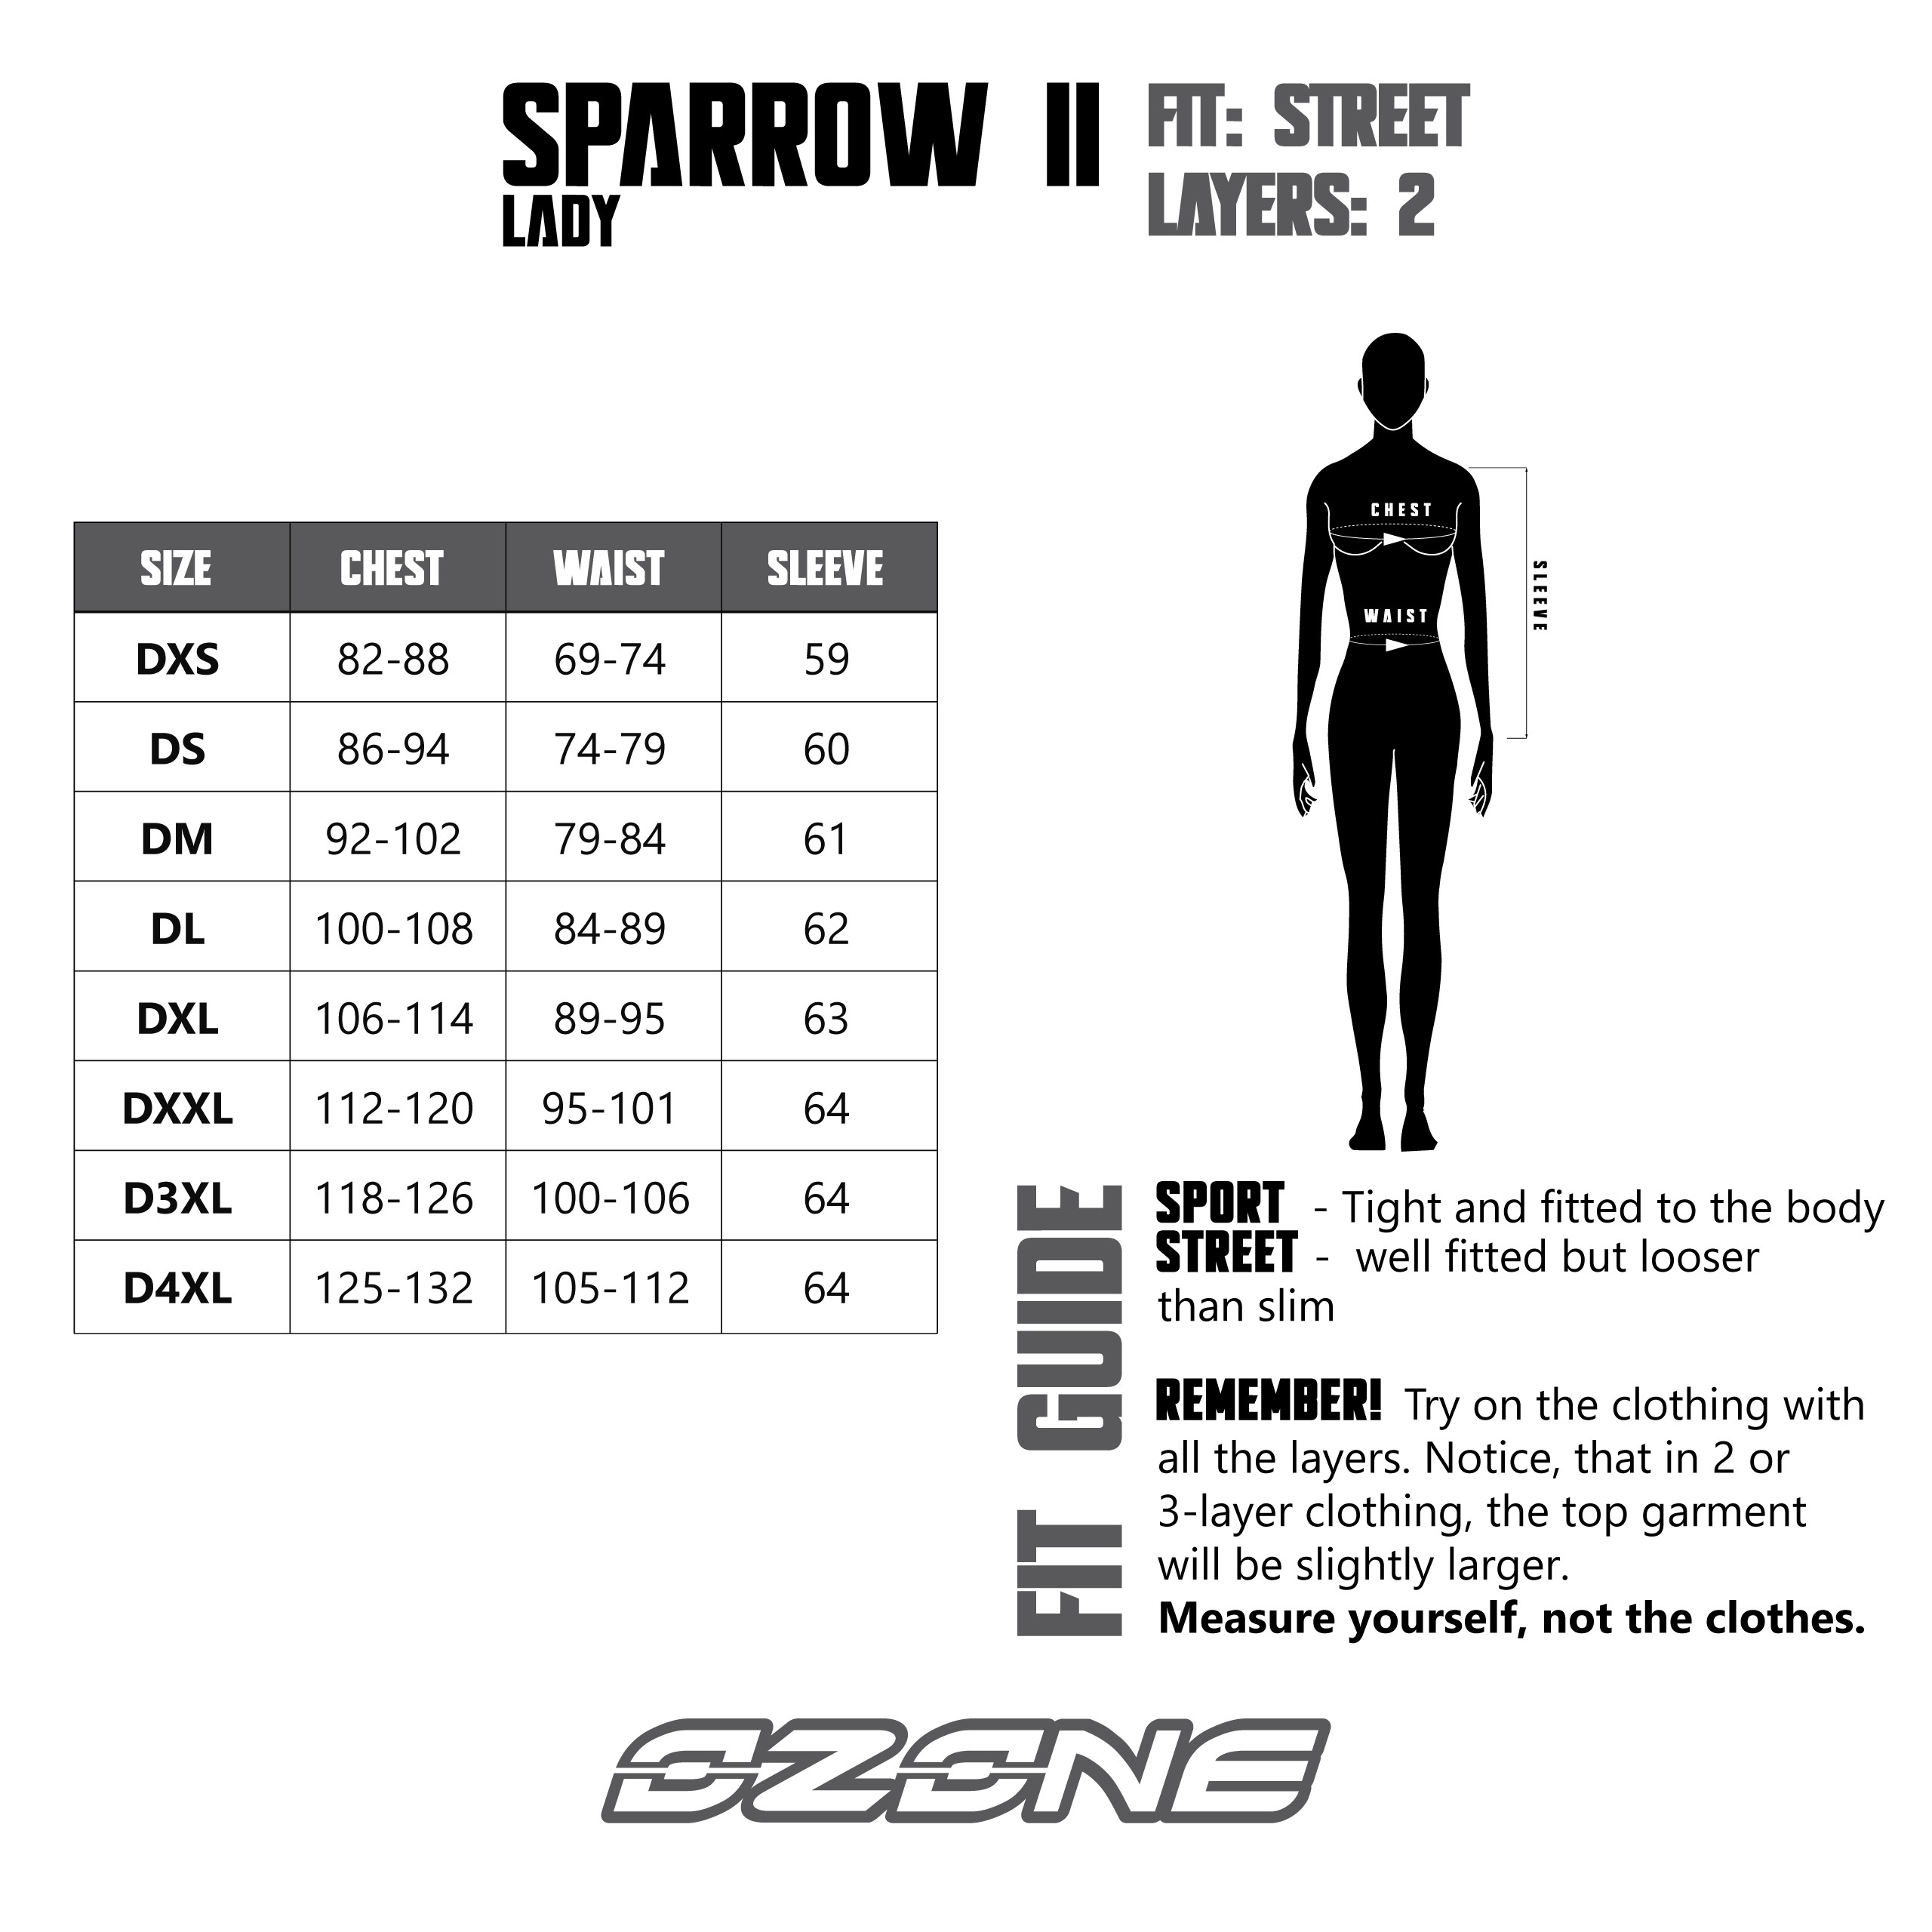 SPARROW II
LADY
FIT: STREET
LAYERS: 2
SIZE CHEST WAIST SLEEVE
DXS 82-88 69-74 59
DS 86-94 74-79 60
DM 92-102 79-84 61
DL 100-108 84-89 62
DXL 106-114 89-95 63
DXXL 112-120 95-101 64
D3XL 118-126 100-106 64
D4XL 125-132 105-112 64
CHEST
WAIST
SLEEVE
FIT GUIDE
SPORT - Tight and fitted to the body
STREET - well fitted but looser
than slim
REMEMBER! Try on the clothing with
all the layers. Notice, that in 2 or
3-layer clothing, the top garment
will be slightly larger.
Measure yourself, not the clothes.
OZONE